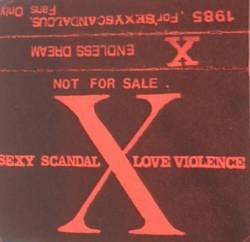 1985, For SEXYSCANDALOUS,
Fans Only
ENDLESS DREAM
X
NOT FOR SALE.
SEXY SCANDAL X LOVE VIOLENCE